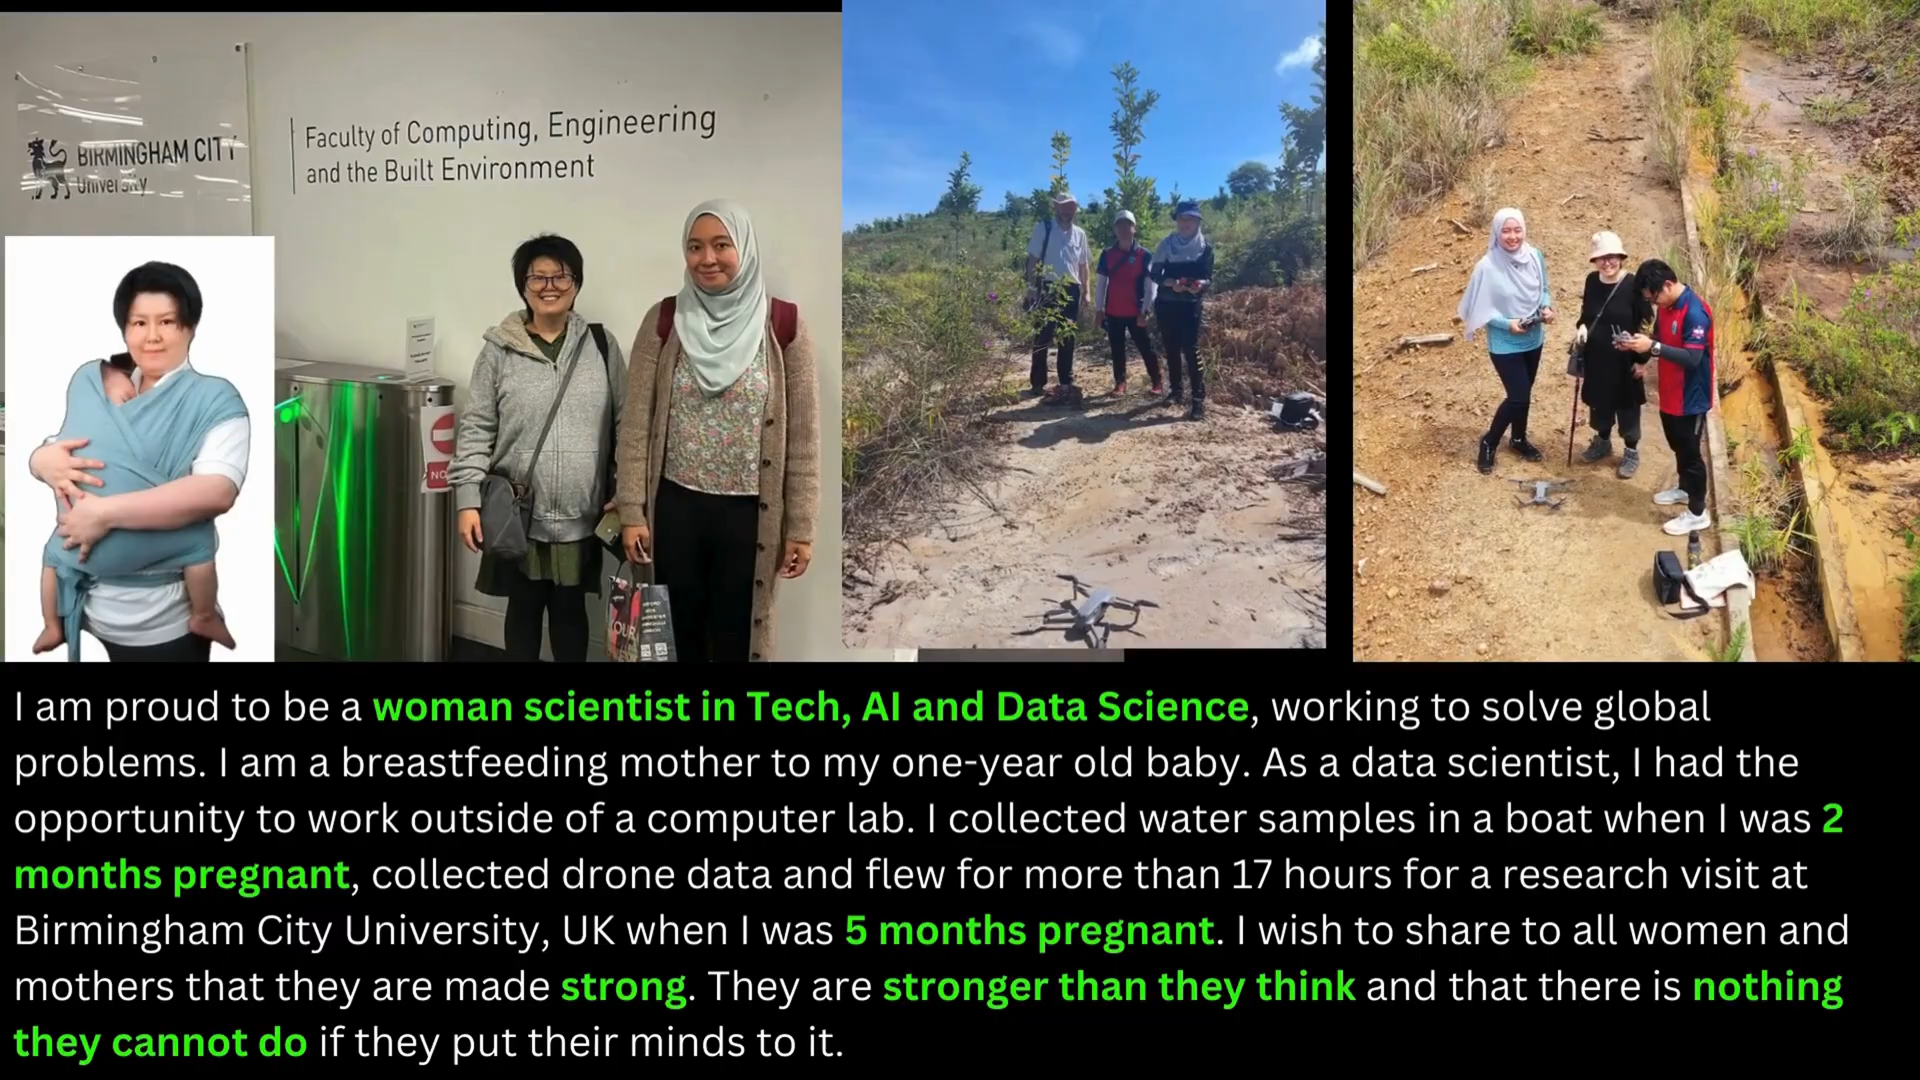 BIRMINGHAM CITY
University
Faculty of Computing, Engineering
and the Built Environment
NO
I am proud to be a woman scientist in Tech, AI and Data Science, working to solve global
problems. I am a breastfeeding mother to my one-year old baby. As a data scientist, I had the
opportunity to work outside of a computer lab. I collected water samples in a boat when I was 2
months pregnant, collected drone data and flew for more than 17 hours for a research visit at
Birmingham City University, UK when I was 5 months pregnant. I wish to share to all women and
mothers that they are made strong. They are stronger than they think and that there is nothing
they cannot do if they put their minds to it.